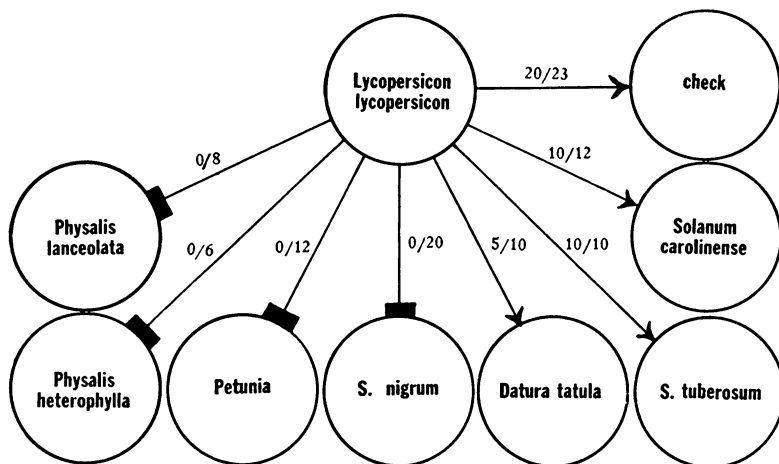 Lycopersicon
lycopersicon
20/23
check
10/12
Solanum
carolinense
0/8
Physalis
lanceolata
0/6
0/12
0/20
5/10
10/10
Physalis
heterophylla
Petunia
S. nigrum
Datura tatula
S. tuberosum